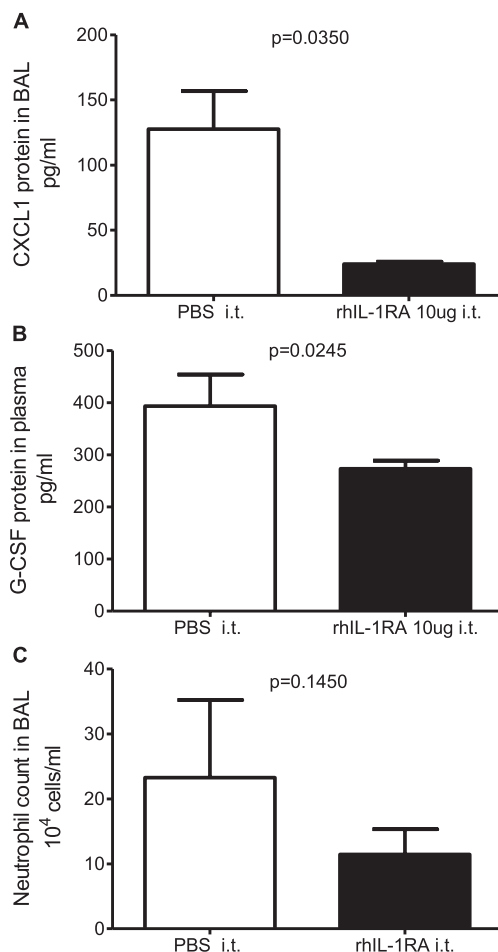 A
p=0.0350
CXCL1 protein in BAL
pg/ml
200
150
100
50
0
PBS i.t.
rhIL-1RA 10ug i.t.
B
p=0.0245
G-CSF protein in plasma
pg/ml
500
400
300
200
100
0
PBS i.t.
rhIL-1RA 10ug i.t.
C
p=0.1450
Neutrophil count in BAL
10⁴ cells/ml
40
30
20
10
0
PBS i.t.
rhIL-1RA i.t.